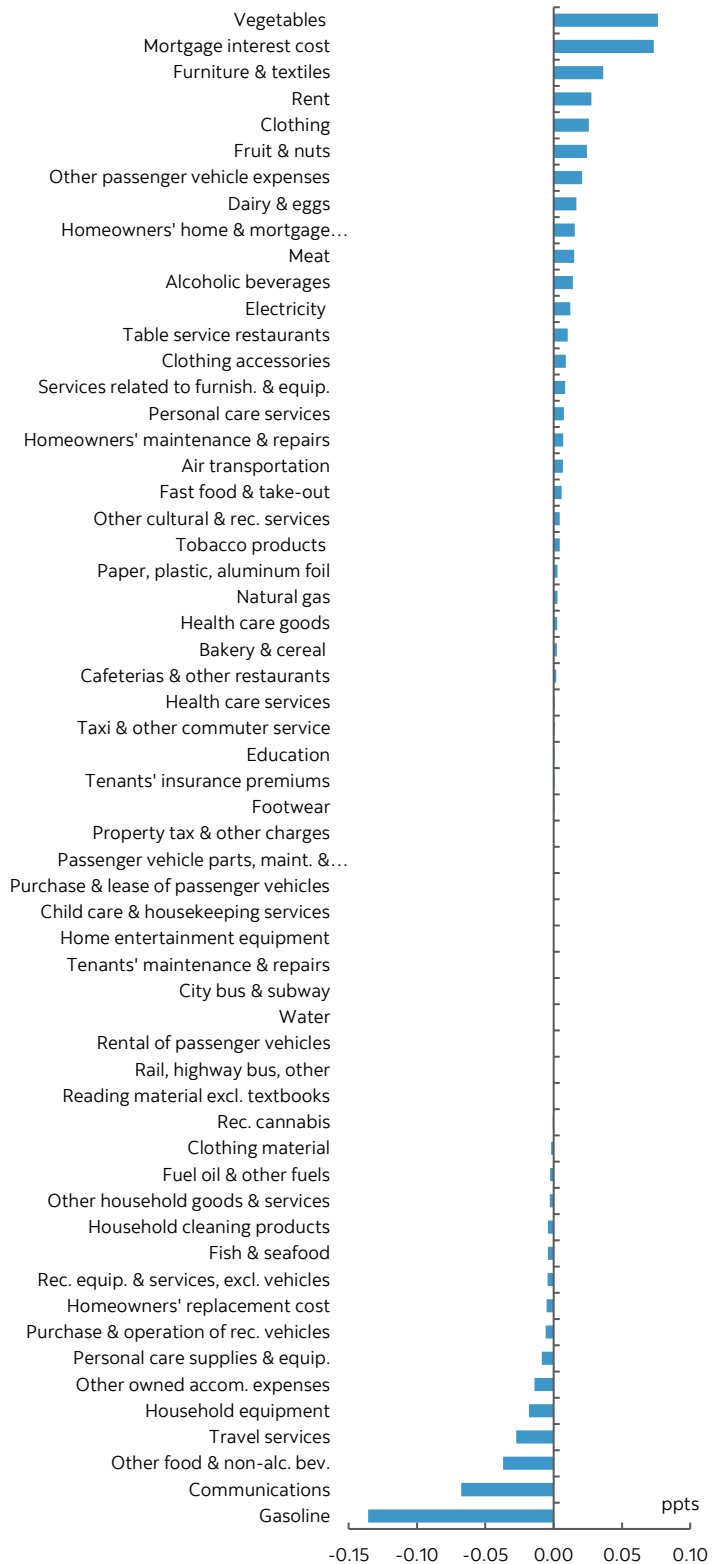 Vegetables
Mortgage interest cost
Furniture & textiles
Rent
Clothing
Fruit & nuts
Other passenger vehicle expenses
Dairy & eggs
Homeowners' home & mortgage…
Meat
Alcoholic beverages
Electricity
Table service restaurants
Clothing accessories
Services related to furnish. & equip.
Personal care services
Homeowners' maintenance & repairs
Air transportation
Fast food & take-out
Other cultural & rec. services
Tobacco products
Paper, plastic, aluminum foil
Natural gas
Health care goods
Bakery & cereal
Cafeterias & other restaurants
Health care services
Taxi & other commuter service
Education
Tenants' insurance premiums
Footwear
Property tax & other charges
Passenger vehicle parts, maint. &…
Purchase & lease of passenger vehicles
Child care & housekeeping services
Home entertainment equipment
Tenants' maintenance & repairs
City bus & subway
Water
Rental of passenger vehicles
Rail, highway bus, other
Reading material excl. textbooks
Rec. cannabis
Clothing material
Fuel oil & other fuels
Other household goods & services
Household cleaning products
Fish & seafood
Rec. equip. & services, excl. vehicles
Homeowners' replacement cost
Purchase & operation of rec. vehicles
Personal care supplies & equip.
Other owned accom. expenses
Household equipment
Travel services
Other food & non-alc. bev.
Communications
Gasoline
ppts
-0.15 -0.10 -0.05 0.00 0.05 0.10